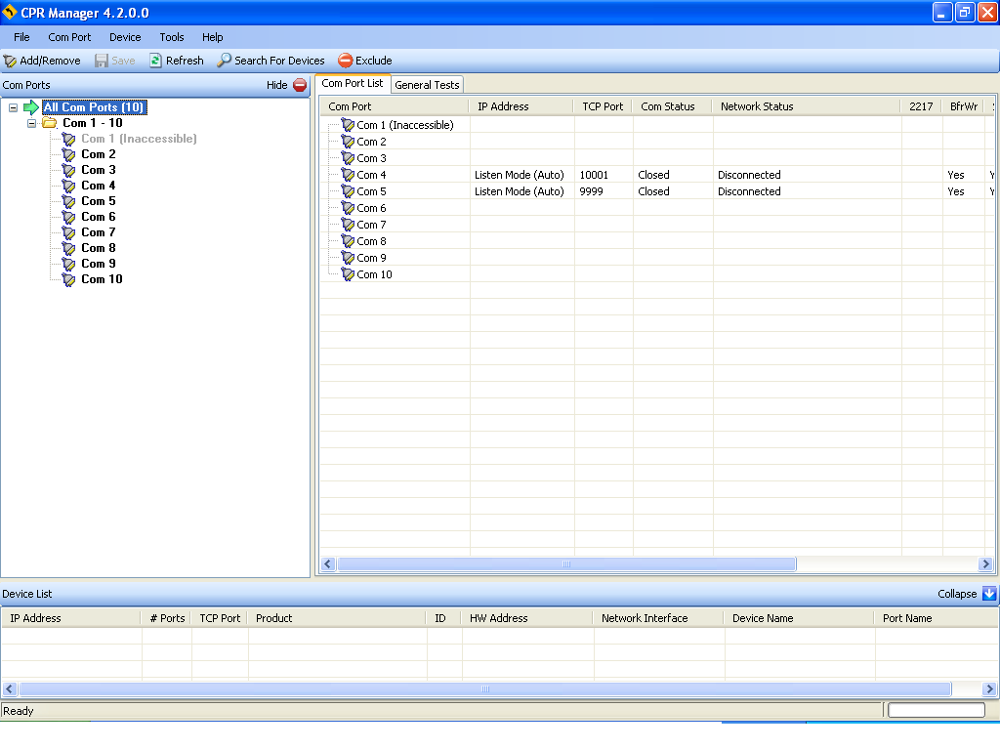 CPR Manager 4.2.0.0
File Com Port Device Tools Help
Add/Remove Save Refresh Search For Devices Exclude
Com Ports Hide
All Com Ports (10)
Com 1 - 10
Com 1 (Inaccessible)
Com 2
Com 3
Com 4
Com 5
Com 6
Com 7
Com 8
Com 9
Com 10
Com Port List General Tests
Com Port IP Address TCP Port Com Status Network Status 2217 BfrWr
Com 1 (Inaccessible)
Com 2
Com 3
Com 4 Listen Mode (Auto) 10001 Closed Disconnected Yes
Com 5 Listen Mode (Auto) 9999 Closed Disconnected Yes
Com 6
Com 7
Com 8
Com 9
Com 10
Device List Collapse
IP Address # Ports TCP Port Product ID HW Address Network Interface Device Name Port Name
Ready